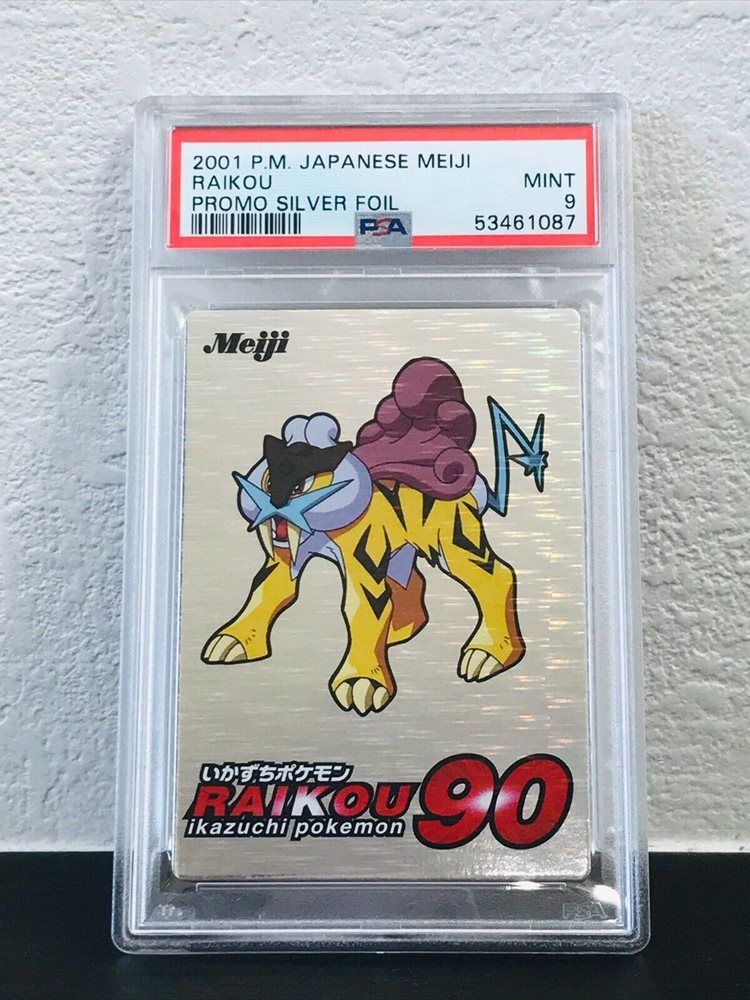 2001 P.M. JAPANESE MEIJI
RAIKOU MINT
PROMO SILVER FOIL 9
PSA 53461087
Meiji
いかずちポケモン
RAIKOU 90
ikazuchi pokemon
PSA